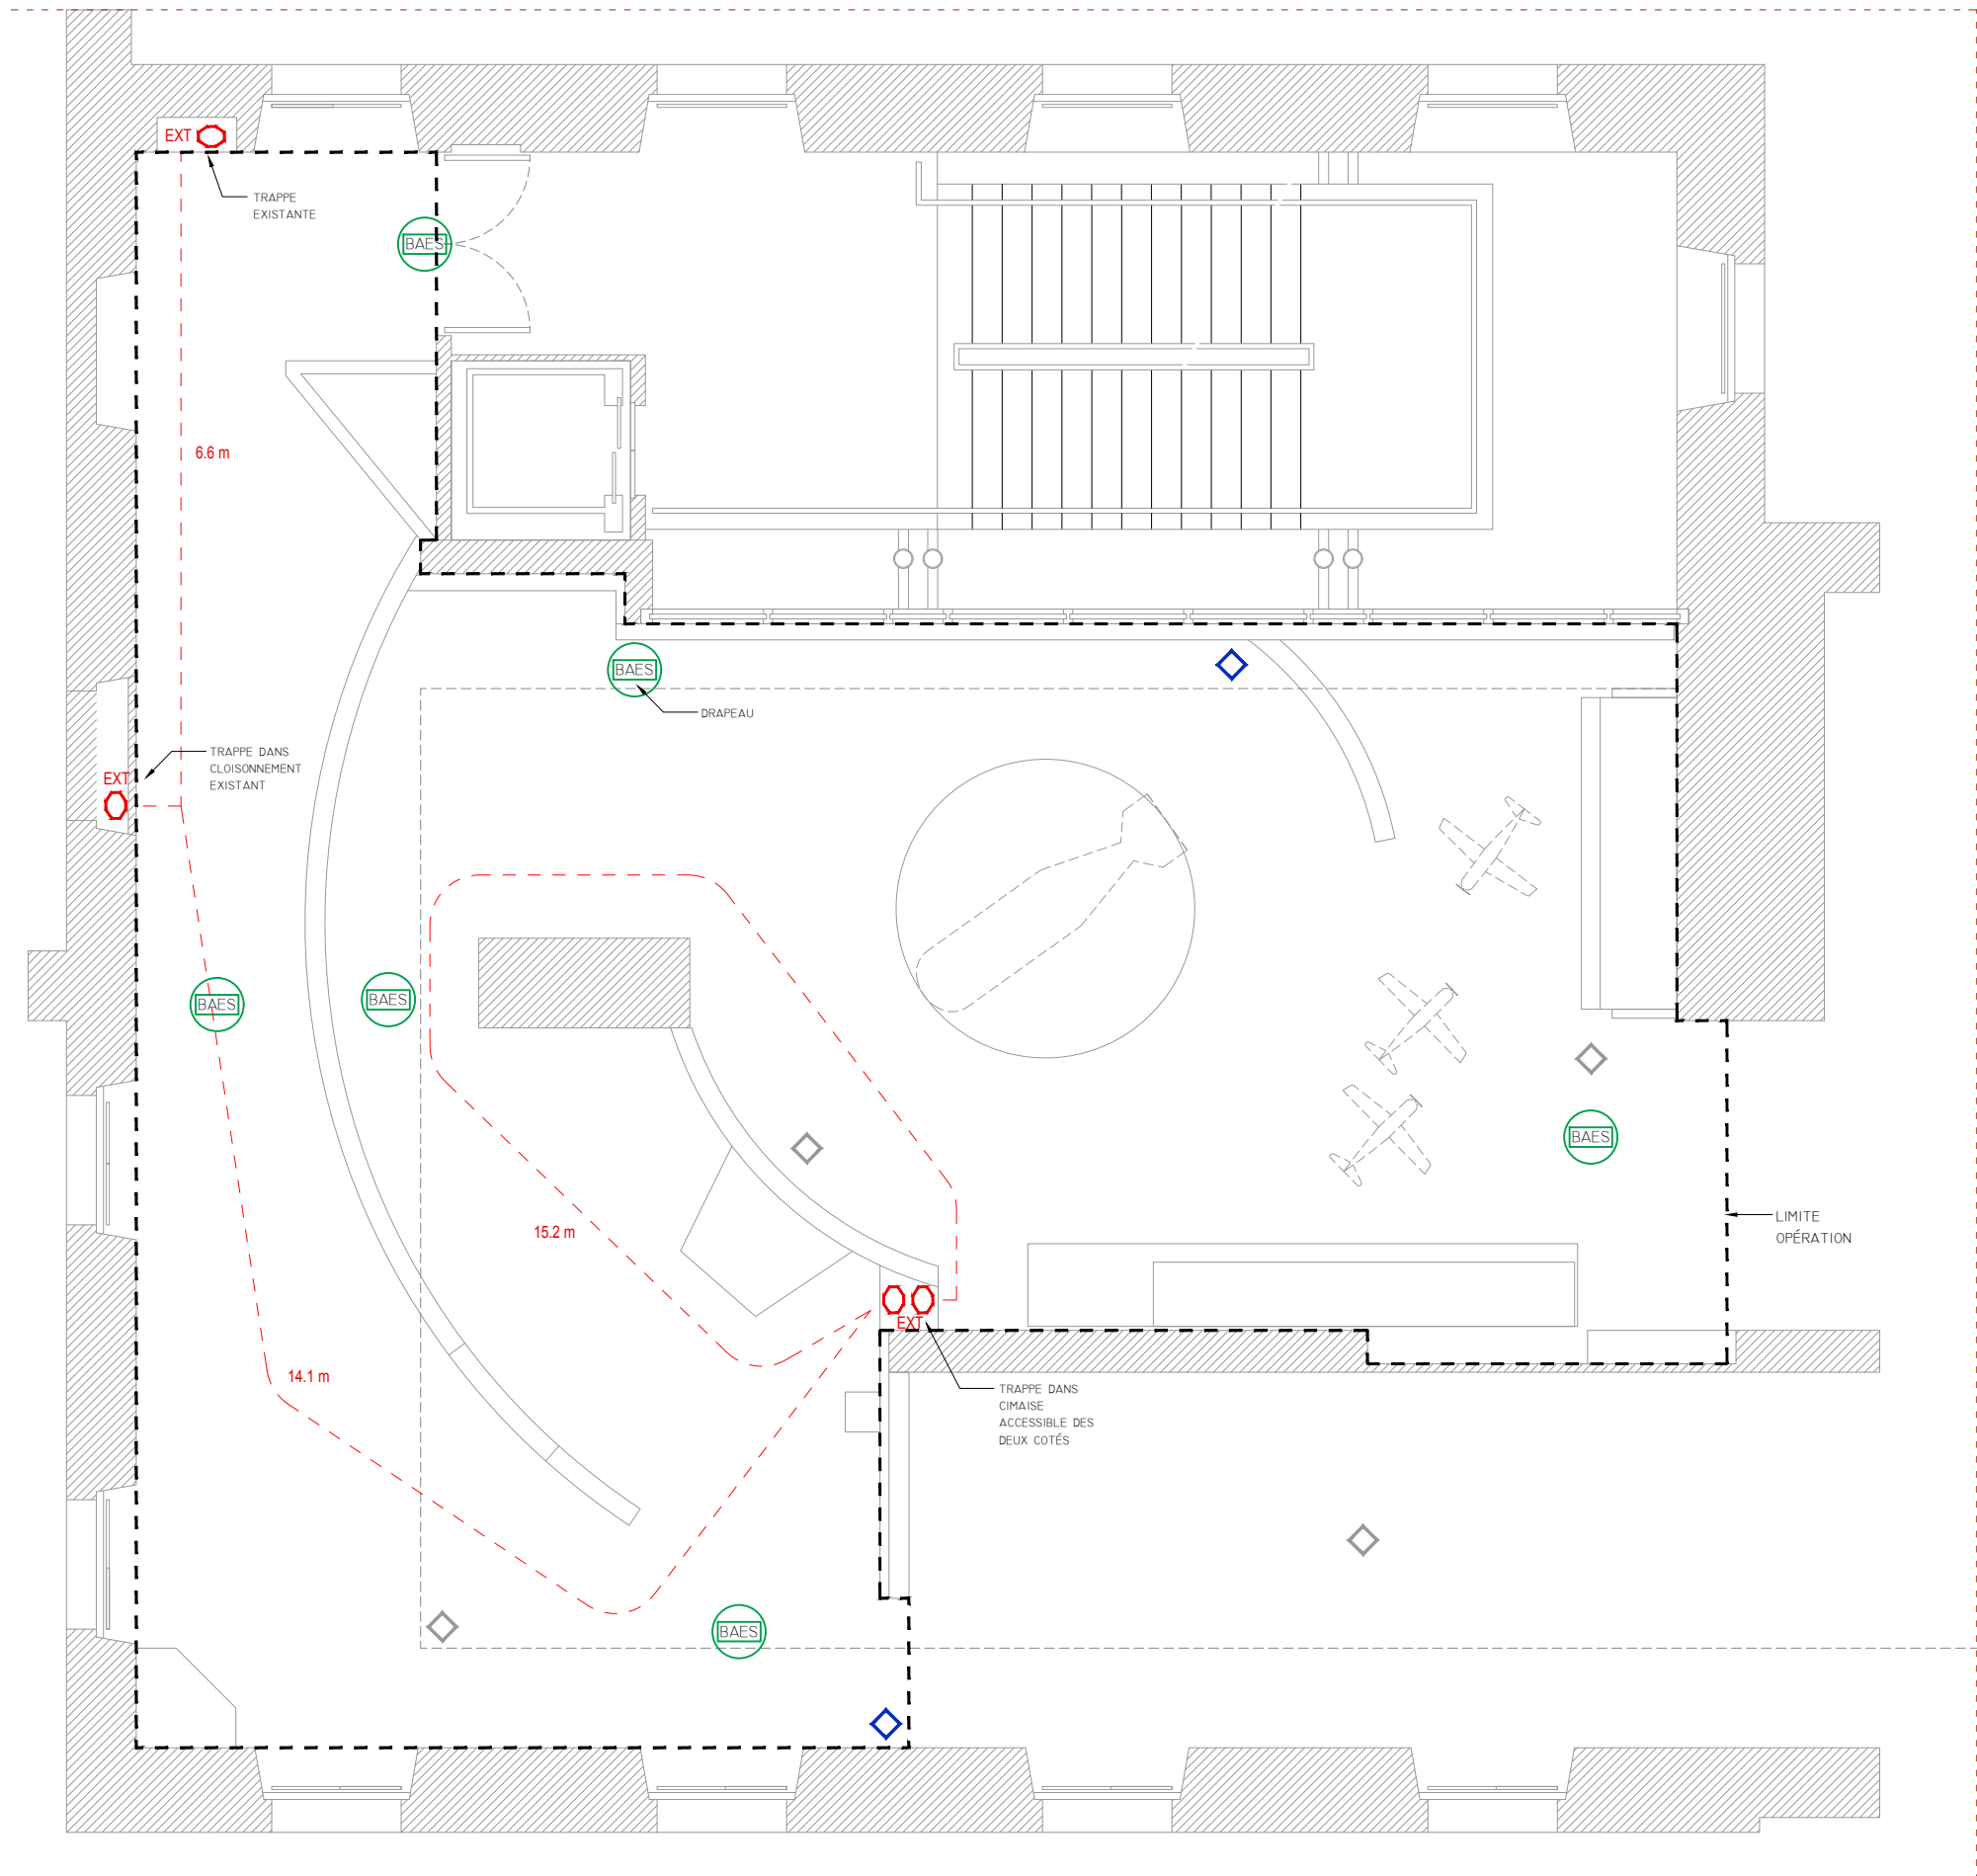 EXT
TRAPPE
EXISTANTE
BAES
6.6 m
BAES
DRAPEAU
TRAPPE DANS
CLOISONNEMENT
EXISTANT
EXT
BAES
BAES
BAES
LIMITE
OPÉRATION
15.2 m
EXT
14.1 m
TRAPPE DANS
CIMAISE
ACCESSIBLE DES
DEUX COTÉS
BAES